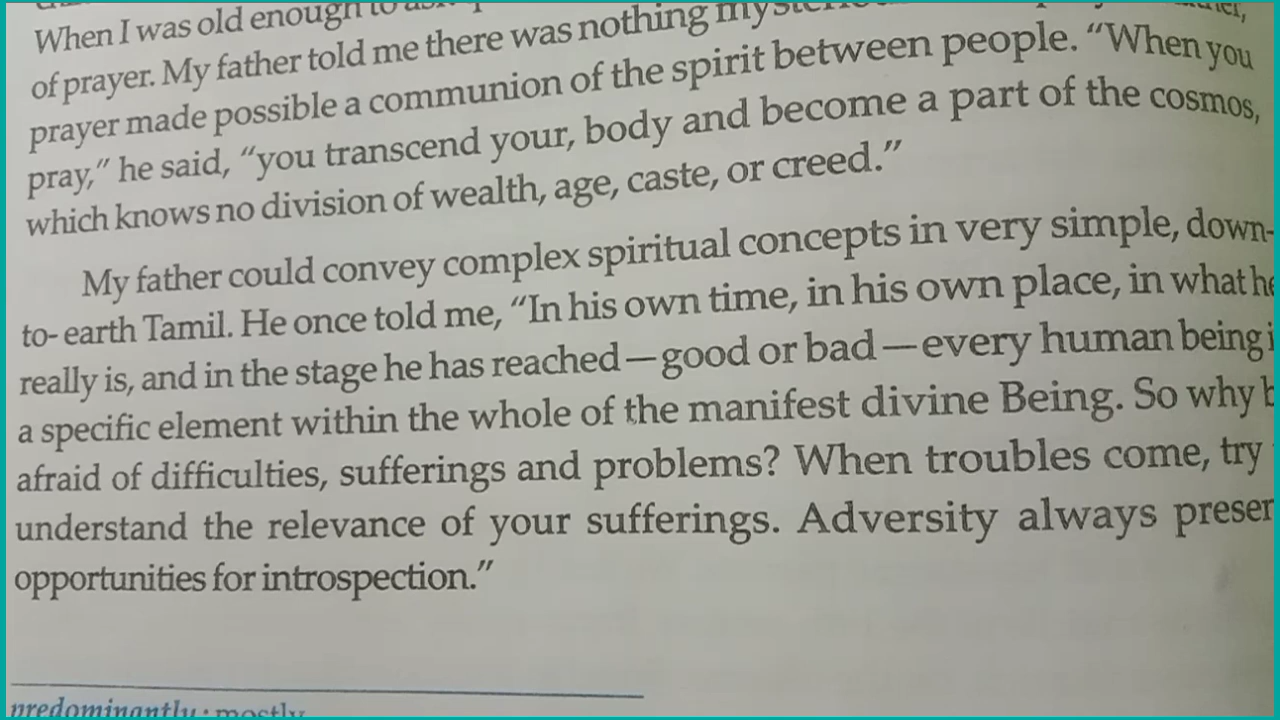 When I was old enough to
of prayer. My father told me there was nothing
prayer made possible a communion of the spirit between people. “When you
pray,” he said, “you transcend your, body and become a part of the cosmos,
which knows no division of wealth, age, caste, or creed.”
My father could convey complex spiritual concepts in very simple, down-
to- earth Tamil. He once told me, “In his own time, in his own place, in what he
really is, and in the stage he has reached—good or bad—every human being i
a specific element within the whole of the manifest divine Being. So why b
afraid of difficulties, sufferings and problems? When troubles come, try
understand the relevance of your sufferings. Adversity always presen
opportunities for introspection.”
predominantly : mostly